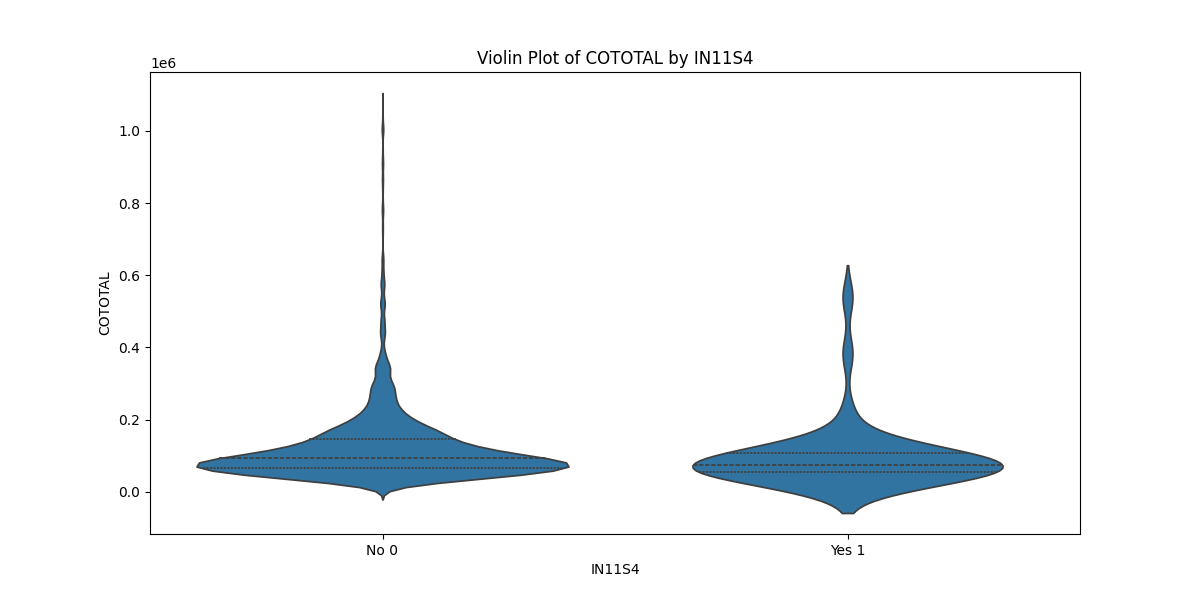 Violin Plot of COTOTAL by IN11S4
1e6
1.0
0.8
0.6
0.4
0.2
0.0
COTOTAL
No 0
Yes 1
IN11S4